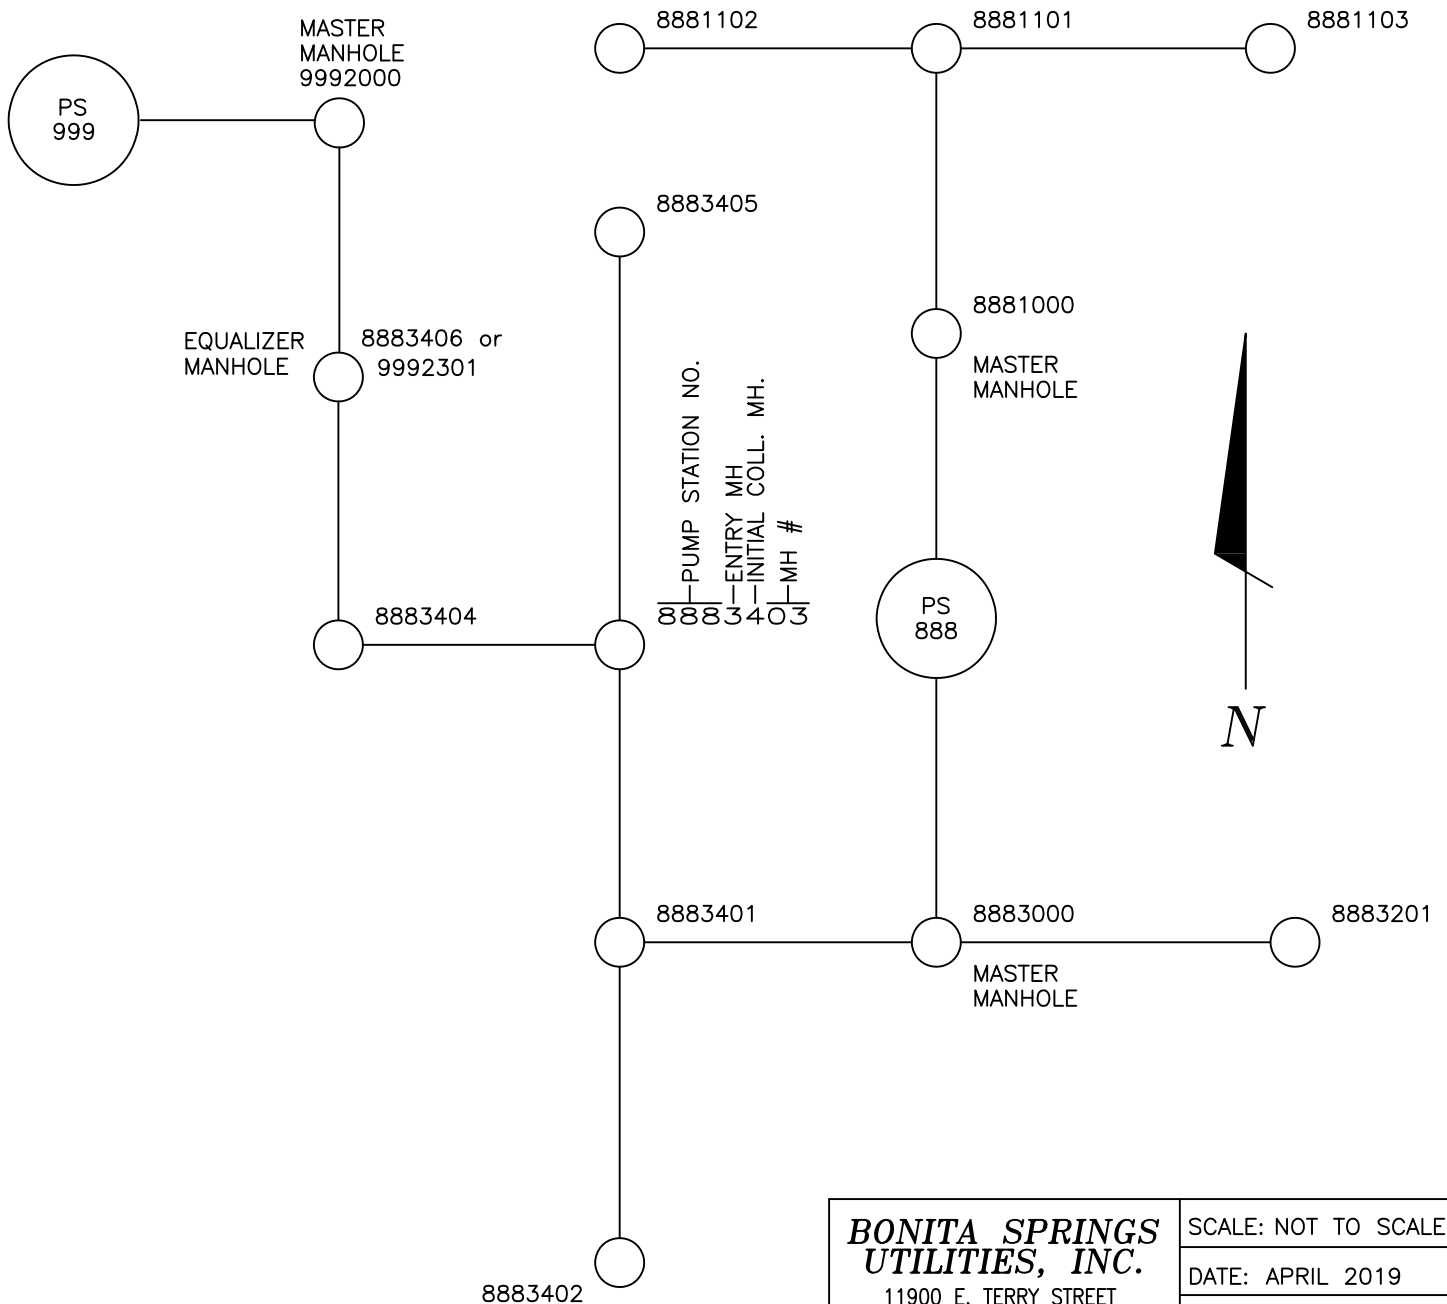 MASTER
MANHOLE
9992000
8881102
8881101
8881103
PS
999
8883405
EQUALIZER
MANHOLE
8883406 or
9992301
8881000
MASTER
MANHOLE
PUMP STATION NO.
ENTRY MH
INITIAL COLL. MH.
MH #
8883403
8883404
PS
888
N
8883401
8883000
8883201
MASTER
MANHOLE
8883402
BONITA SPRINGS
UTILITIES, INC.
11900 E. TERRY STREET
SCALE: NOT TO SCALE
DATE: APRIL 2019